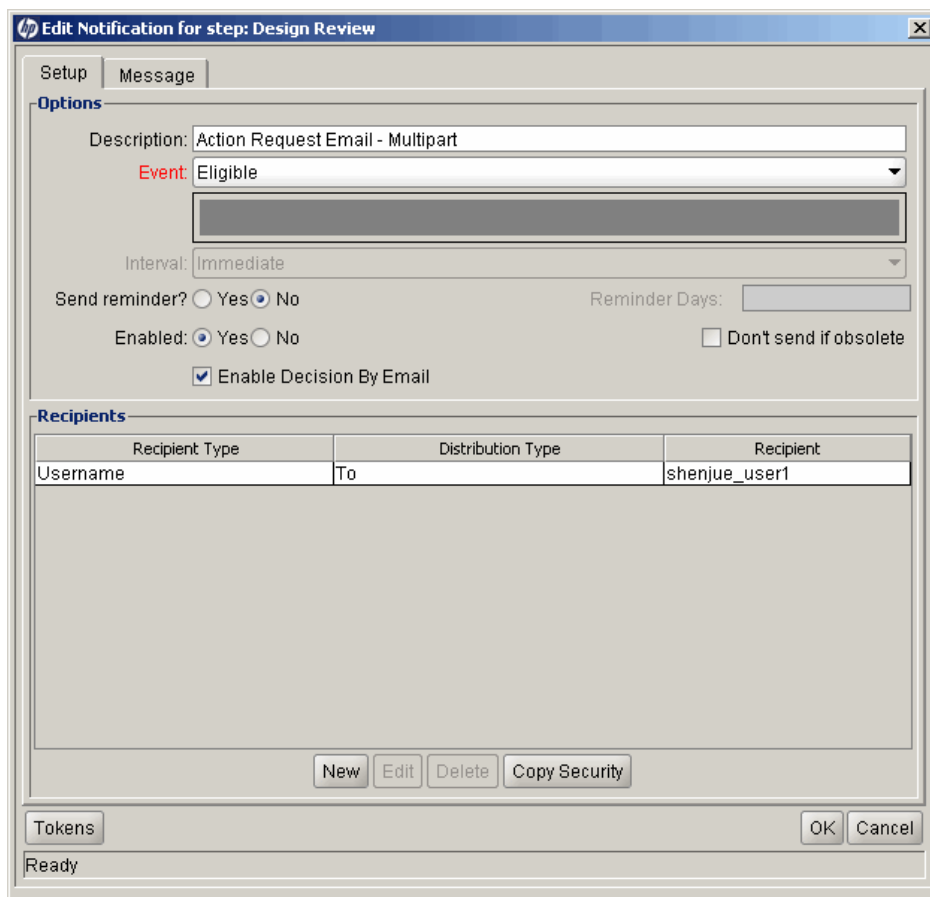 hp Edit Notification for step: Design Review
Setup Message
Options
Description: Action Request Email - Multipart
Event: Eligible
Interval: Immediate
Send reminder? Yes No Reminder Days:
Enabled: Yes No Don't send if obsolete
Enable Decision By Email
Recipients
Recipient Type Distribution Type Recipient
Username To shenjue_user1
New Edit Delete Copy Security
Tokens OK Cancel
Ready